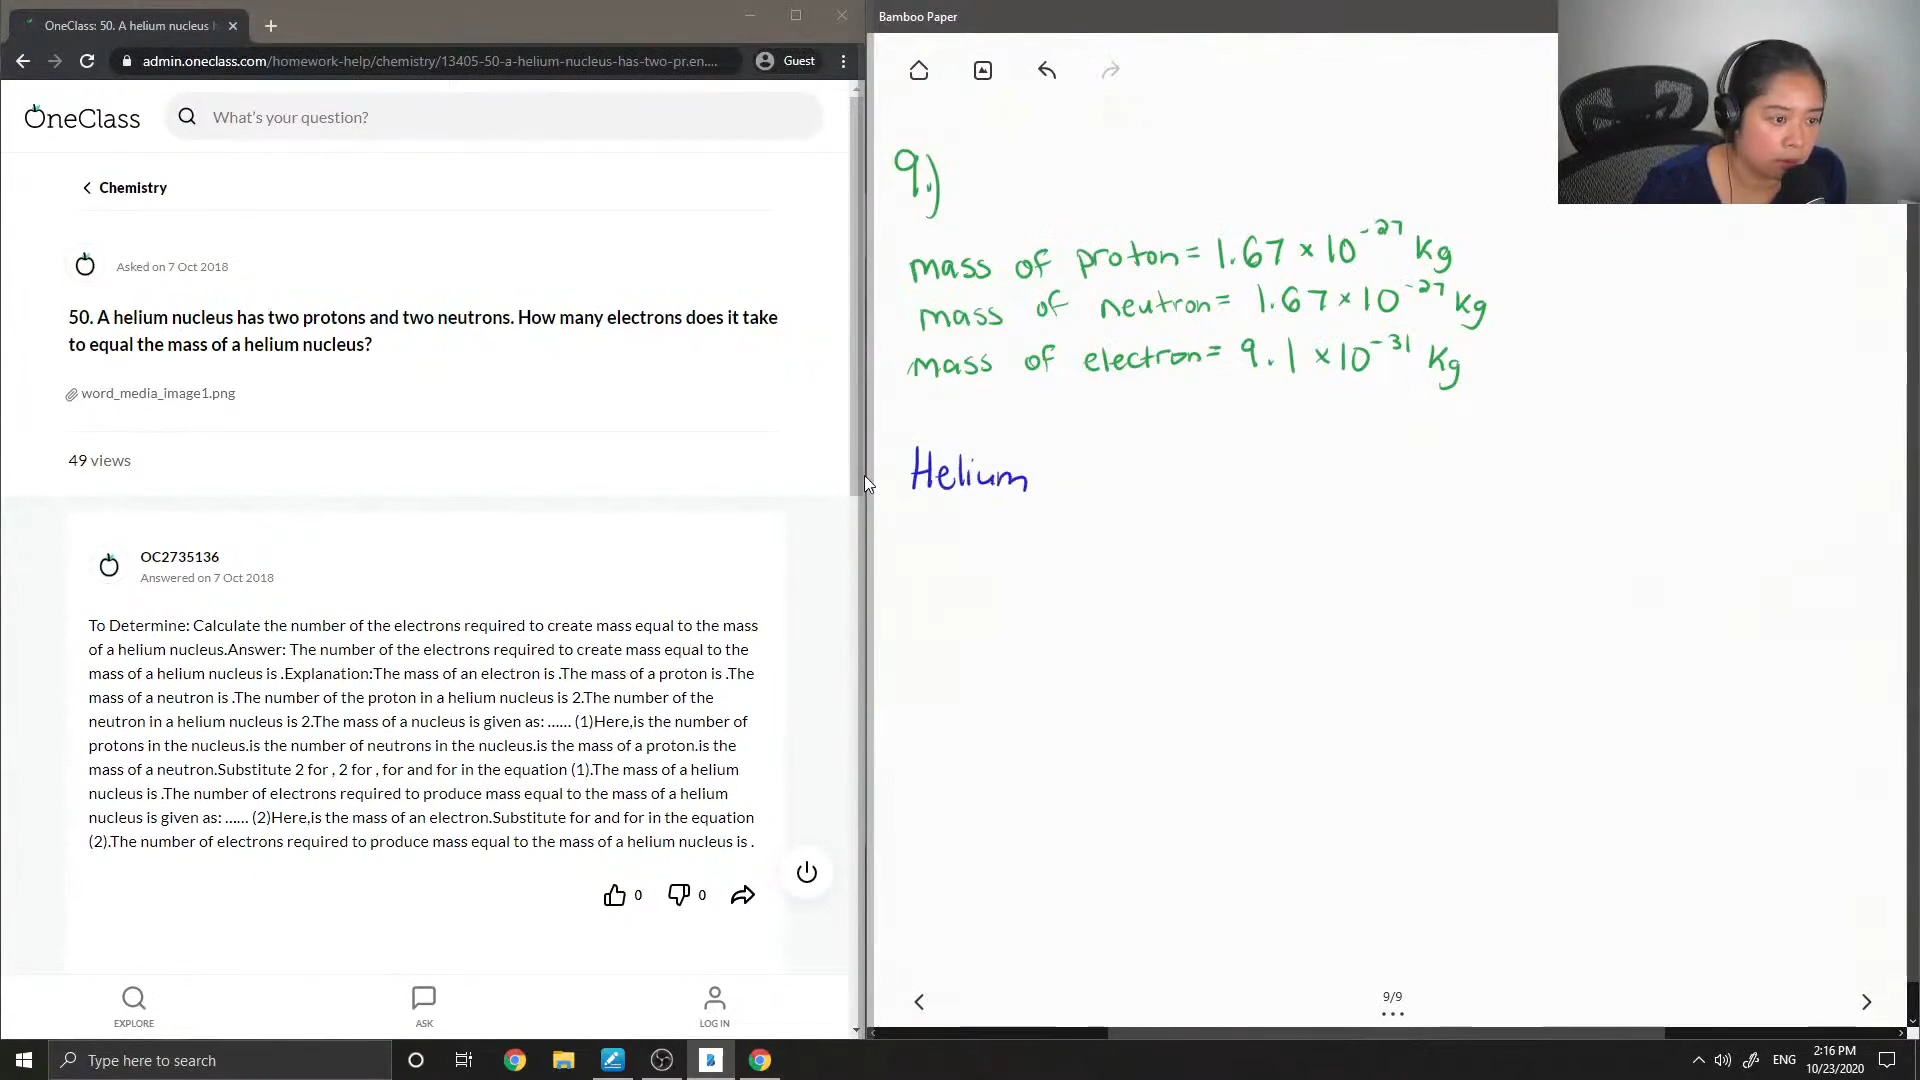 OneClass: 50. A helium nucleus h
Bamboo Paper
admin.oneclass.com/homework-help/chemistry/13405-50-a-helium-nucleus-has-two-pr.en....
Guest
OneClass
What's your question?
Chemistry
Asked on 7 Oct 2018
50. A helium nucleus has two protons and two neutrons. How many electrons does it take
to equal the mass of a helium nucleus?
word_media_image1.png
49 views
OC2735136
Answered on 7 Oct 2018
To Determine: Calculate the number of the electrons required to create mass equal to the mass
of a helium nucleus.Answer: The number of the electrons required to create mass equal to the
mass of a helium nucleus is .Explanation:The mass of an electron is .The mass of a proton is .The
mass of a neutron is .The number of the proton in a helium nucleus is 2.The number of the
neutron in a helium nucleus is 2.The mass of a nucleus is given as: ...... (1)Here,is the number of
protons in the nucleus.is the number of neutrons in the nucleus.is the mass of a proton.is the
mass of a neutron.Substitute 2 for , 2 for , for and for in the equation (1).The mass of a helium
nucleus is .The number of electrons required to produce mass equal to the mass of a helium
nucleus is given as: ...... (2)Here,is the mass of an electron.Substitute for and for in the equation
(2).The number of electrons required to produce mass equal to the mass of a helium nucleus is .
0
0
EXPLORE
ASK
LOG IN
9.)
mass of proton= 1.67 × 10⁻²⁷ kg
mass of neutron= 1.67 × 10⁻²⁷ kg
mass of electron= 9.1 × 10⁻³¹ kg
Helium
9/9
Type here to search
ENG
2:16 PM
10/23/2020